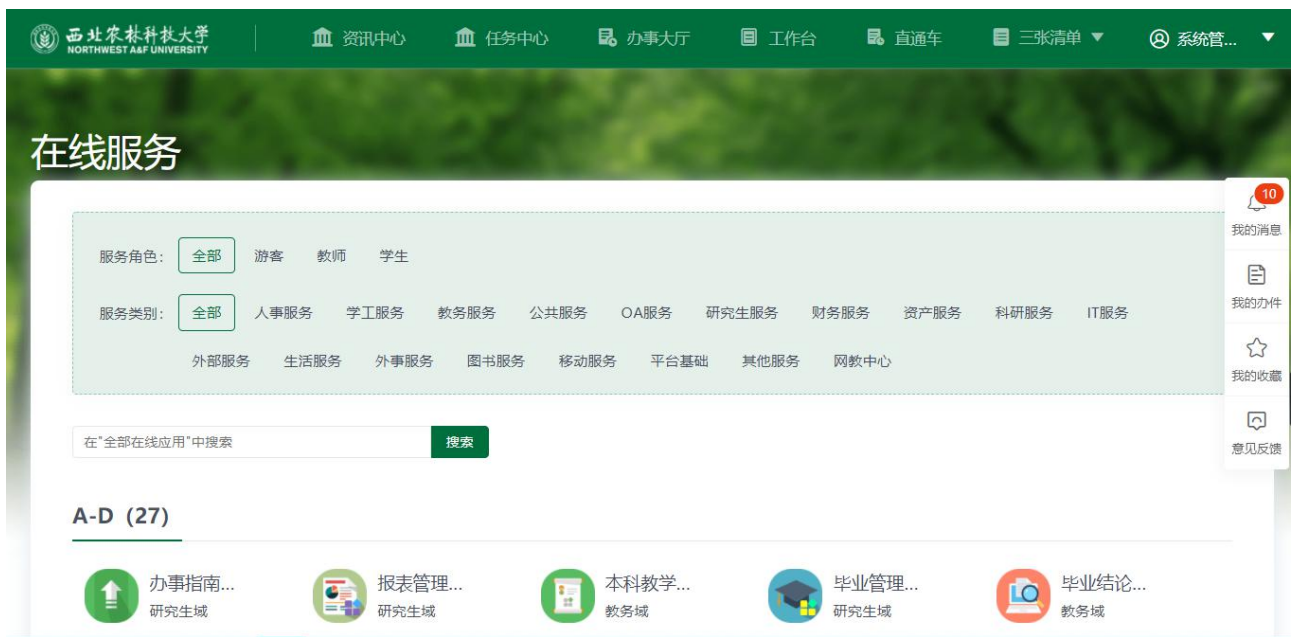 西北农林科技大学 资讯中心 任务中心 办事大厅 工作台 直通车 三张清单 系统管...
NORTHWEST A&F UNIVERSITY
在线服务
10
我的消息
服务角色: 全部 游客 教师 学生
我的办件
服务类别: 全部 人事服务 学工服务 教务服务 公共服务 OA服务 研究生服务 财务服务 资产服务 科研服务 IT服务
外部服务 生活服务 外事服务 图书服务 移动服务 平台基础 其他服务 网教中心
我的收藏
在"全部在线应用"中搜索 搜索
意见反馈
A-D（27）
办事指南... 报表管理... 本科教学... 毕业管理... 毕业结论...
研究生域 研究生域 教务域 研究生域 教务域